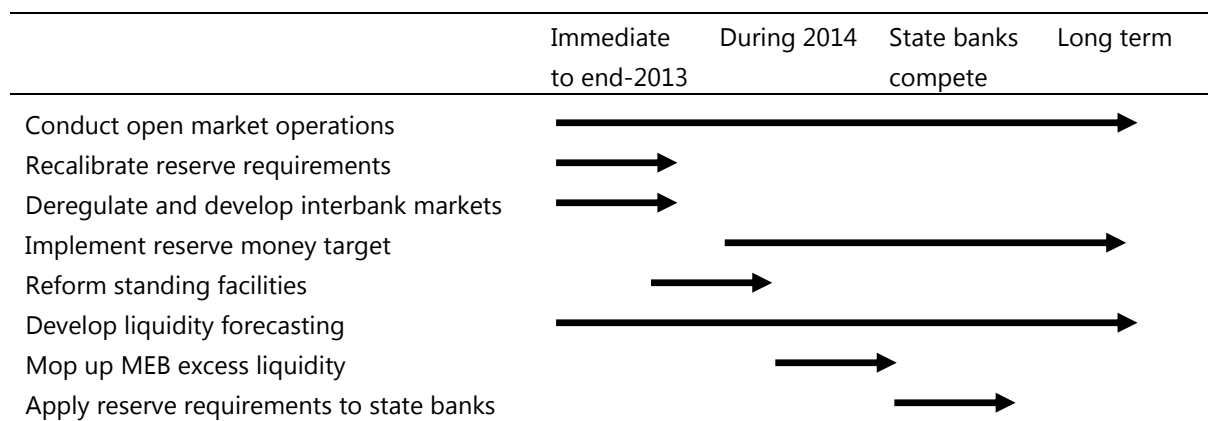 Immediate During 2014 State banks Long term
to end-2013 compete
Conduct open market operations
Recalibrate reserve requirements
Deregulate and develop interbank markets
Implement reserve money target
Reform standing facilities
Develop liquidity forecasting
Mop up MEB excess liquidity
Apply reserve requirements to state banks